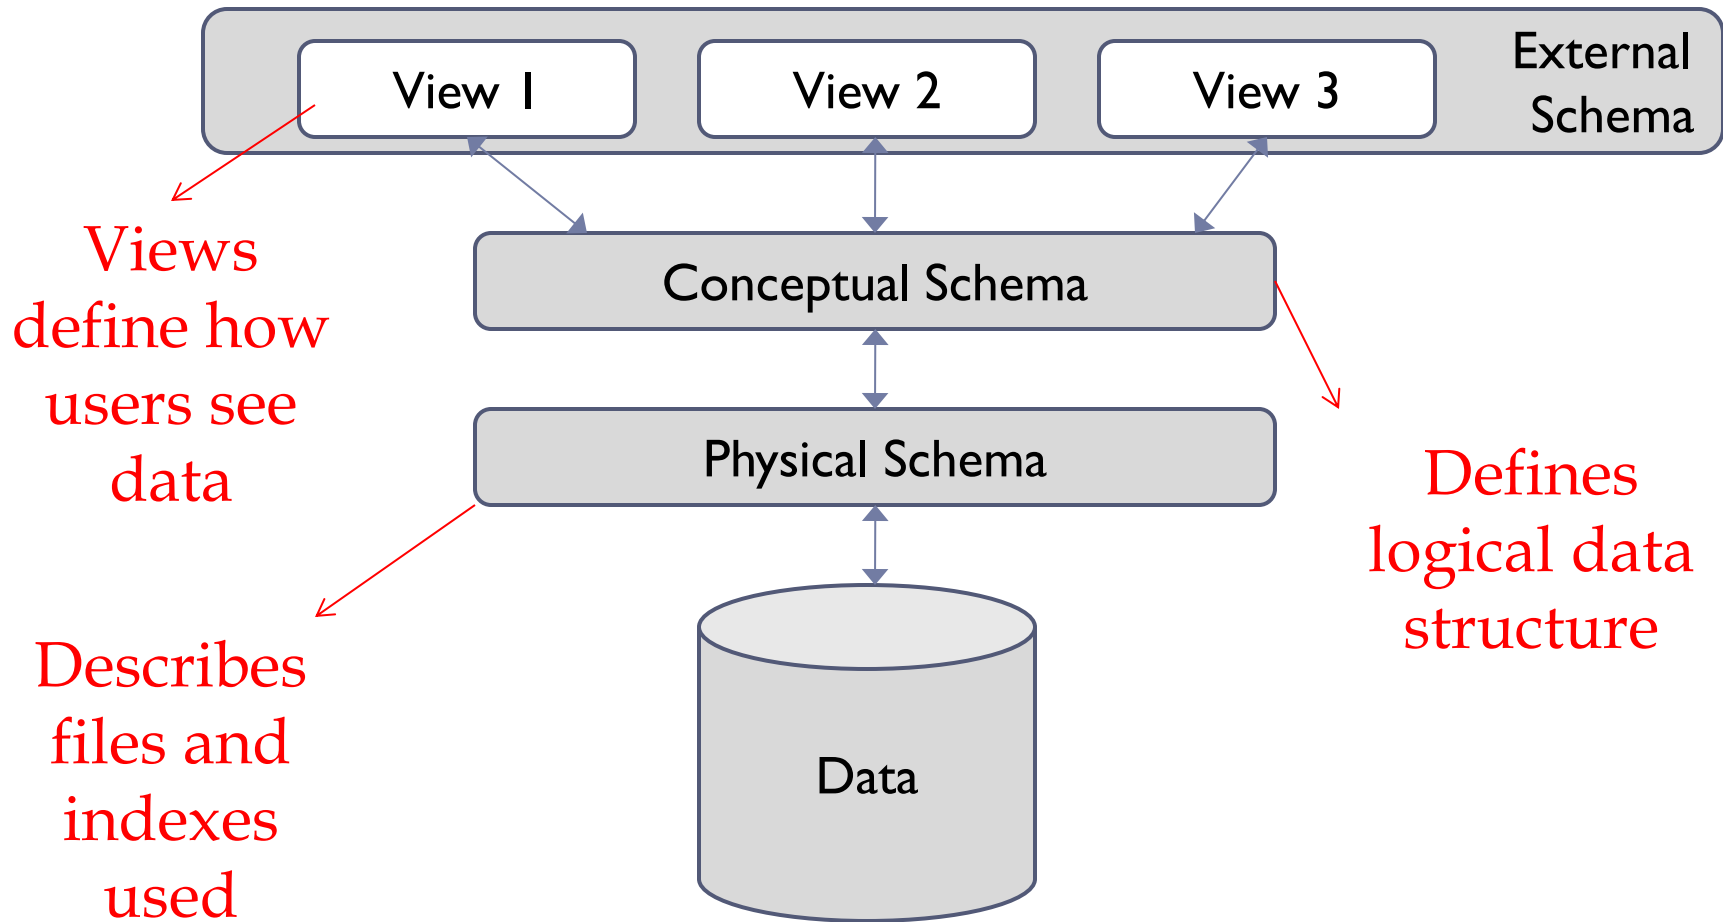 External
Schema
View 1
View 2
View 3
Views
define how
users see
data
Conceptual Schema
Physical Schema
Defines
logical data
structure
Describes
files and
indexes
used
Data